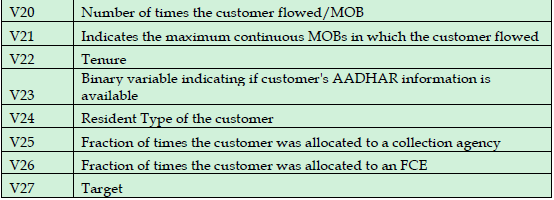 V20 Number of times the customer flowed/MOB
V21 Indicates the maximum continuous MOBs in which the customer flowed
V22 Tenure
Binary variable indicating if customer's AADHAR information is
V23 available
V24 Resident Type of the customer
V25 Fraction of times the customer was allocated to a collection agency
V26 Fraction of times the customer was allocated to an FCE
V27 Target